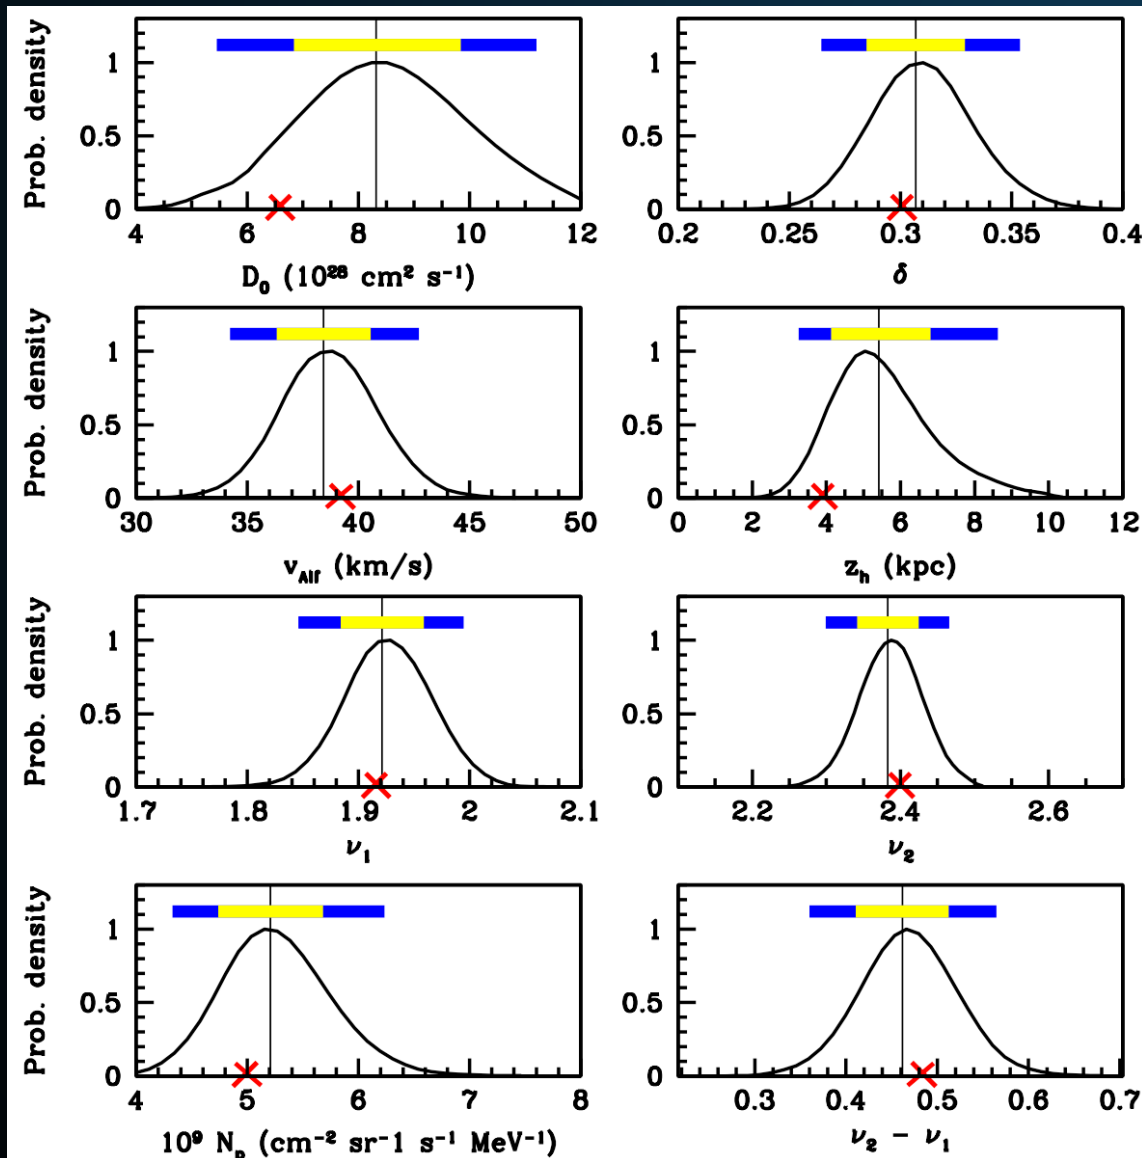 Prob. density
1
0.5
0
4 6 8 10 12
D₀ (10²⁸ cm² s⁻¹)
1
0.5
0
0.2 0.25 0.3 0.35 0.4
δ
Prob. density
1
0.5
0
30 35 40 45 50
v_Alf (km/s)
1
0.5
0
0 2 4 6 8 10 12
z_h (kpc)
Prob. density
1
0.5
0
1.7 1.8 1.9 2 2.1
ν₁
1
0.5
0
2.2 2.4 2.6
ν₂
Prob. density
1
0.5
0
4 5 6 7 8
10⁹ N_p (cm⁻² sr-1 s⁻¹ MeV⁻¹)
1
0.5
0
0.3 0.4 0.5 0.6 0.7
ν₂ − ν₁